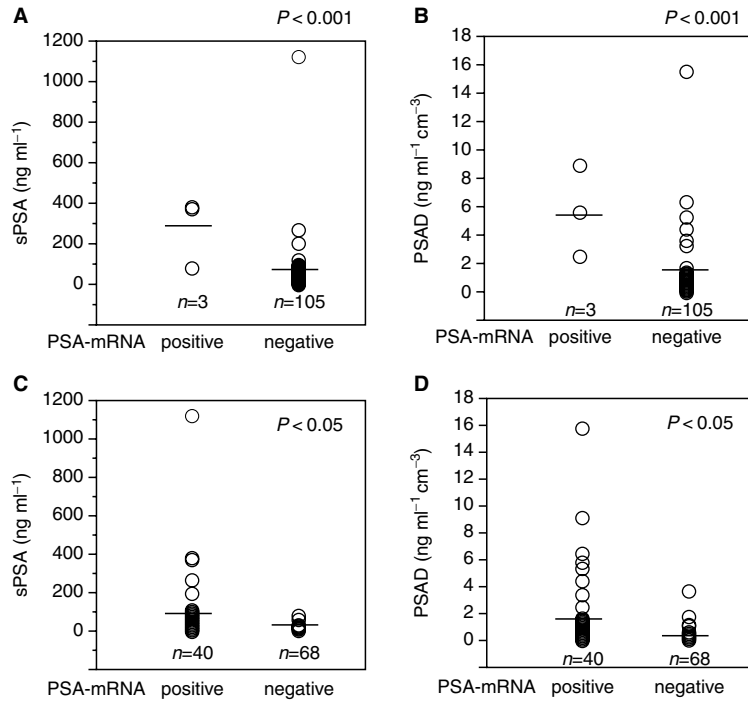 A
P < 0.001
1200
1000
800
600
400
200
0
sPSA (ng ml⁻¹)
n=3
n=105
PSA-mRNA positive negative
B
P < 0.001
18
16
14
12
10
8
6
4
2
0
PSAD (ng ml⁻¹ cm⁻³)
n=3
n=105
PSA-mRNA positive negative
C
P < 0.05
1200
1000
800
600
400
200
0
sPSA (ng ml⁻¹)
n=40
n=68
PSA-mRNA positive negative
D
P < 0.05
18
16
14
12
10
8
6
4
2
0
PSAD (ng ml⁻¹ cm⁻³)
n=40
n=68
PSA-mRNA positive negative